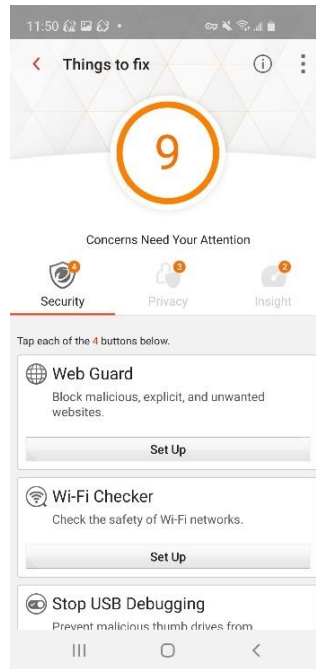 11:50
Things to fix
9
Concerns Need Your Attention
4 3 2
Security Privacy Insight
Tap each of the 4 buttons below.
Web Guard
Block malicious, explicit, and unwanted
websites.
Set Up
Wi-Fi Checker
Check the safety of Wi-Fi networks.
Set Up
Stop USB Debugging
Prevent malicious thumb drives from